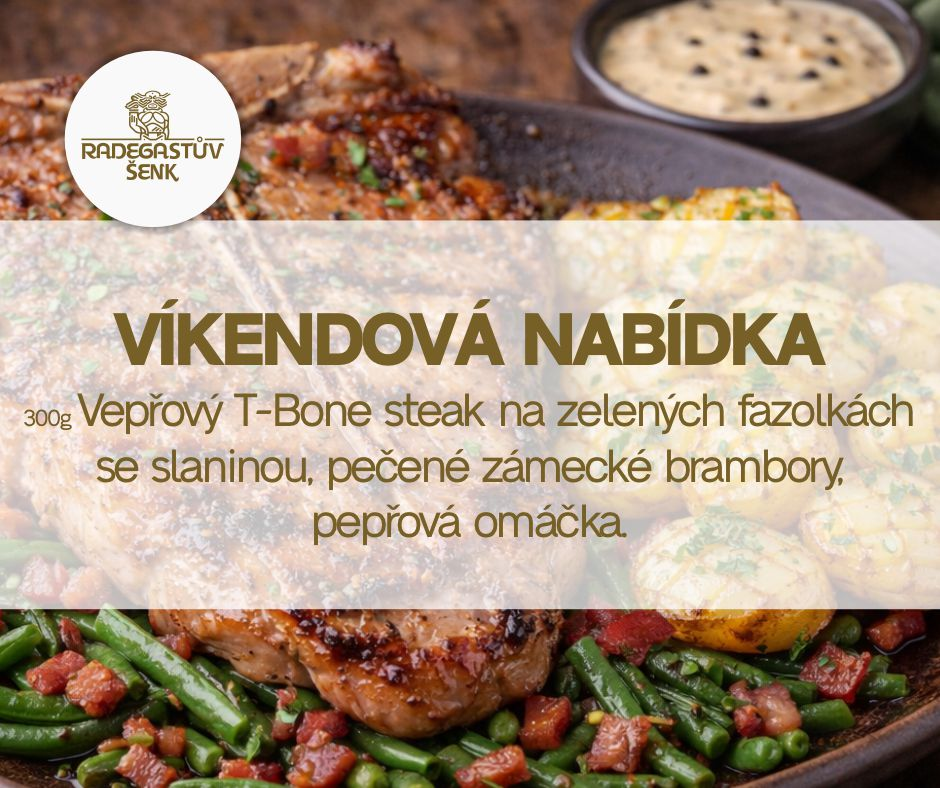 RADEGASTŮV
ŠENK
VÍKENDOVÁ NABÍDKA
300g Vepřový T-Bone steak na zelených fazolkách
se slaninou, pečené zámecké brambory,
pepřová omáčka.